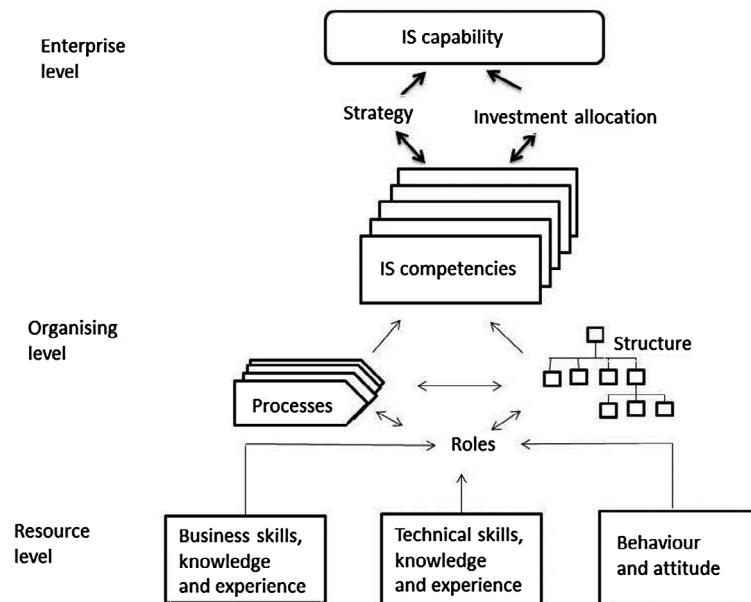 Enterprise
level
IS capability
Strategy
Investment allocation
IS competencies
Organising
level
Structure
Processes
Roles
Resource
level
Business skills,
knowledge
and experience
Technical skills,
knowledge
and experience
Behaviour
and attitude